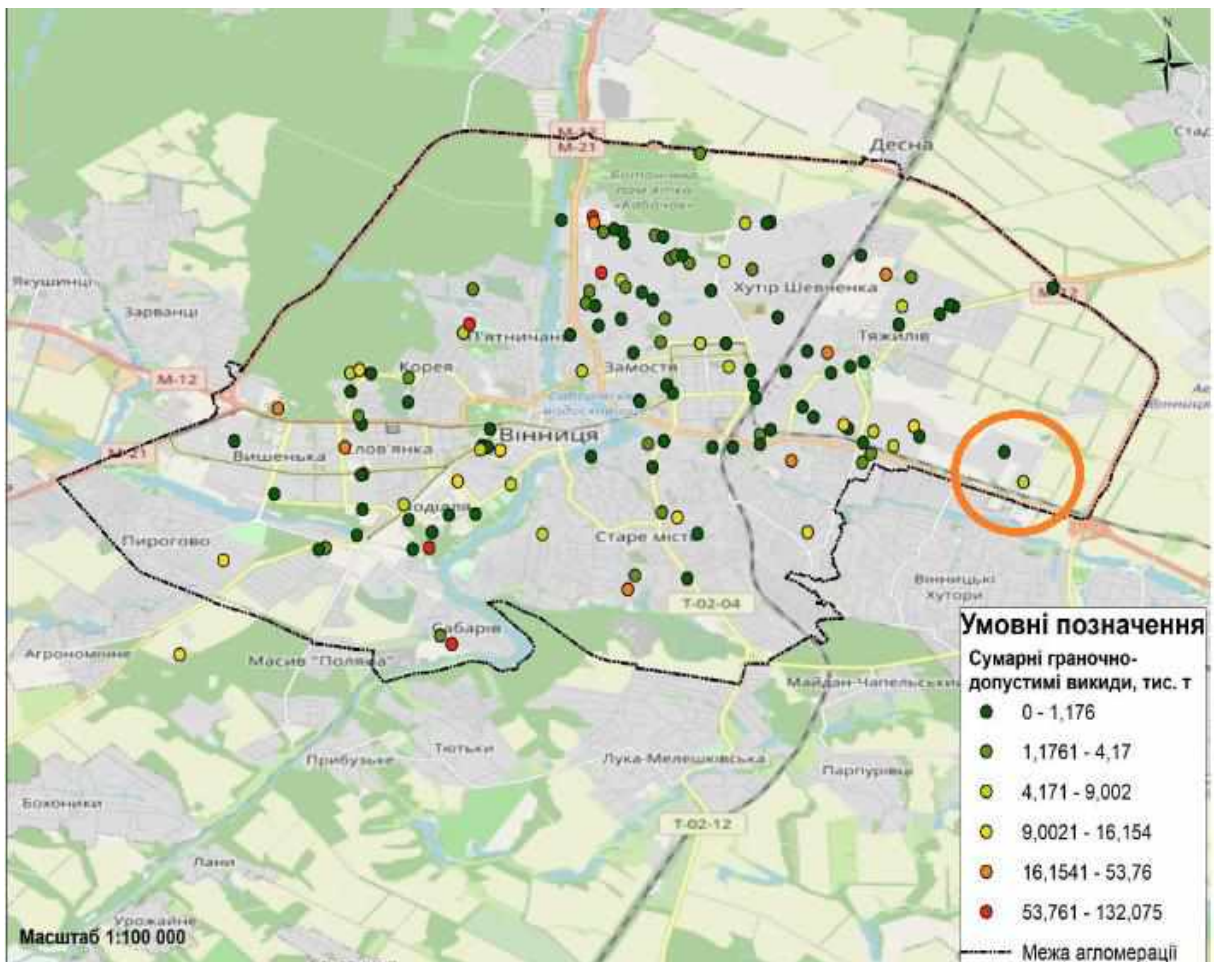 N
М-21
Десна
Якушинці
Зарванці
Хутір Шевченка
М-12
П'ятничани
Тяжилів
Корея
Замостя
М-12
Вінниця
М-21
Вишенька
Слов'янка
Поділля
Пирогово
Старе місто
Вінницькі
Хутори
Т-02-04
Сабарів
Агрономічне
Масив "Поляна"
Майдан-Чапельський
Прибузьке
Тютьки
Лука-Мелешківська
Парпурівці
Бохоники
Т-02-12
Лани
Урожайне
Масштаб 1:100 000
Умовні позначення
Сумарні граночно-
допустимі викиди, тис. т
0 - 1,176
1,1761 - 4,17
4,171 - 9,002
9,0021 - 16,154
16,1541 - 53,76
53,761 - 132,075
Межа агломерації